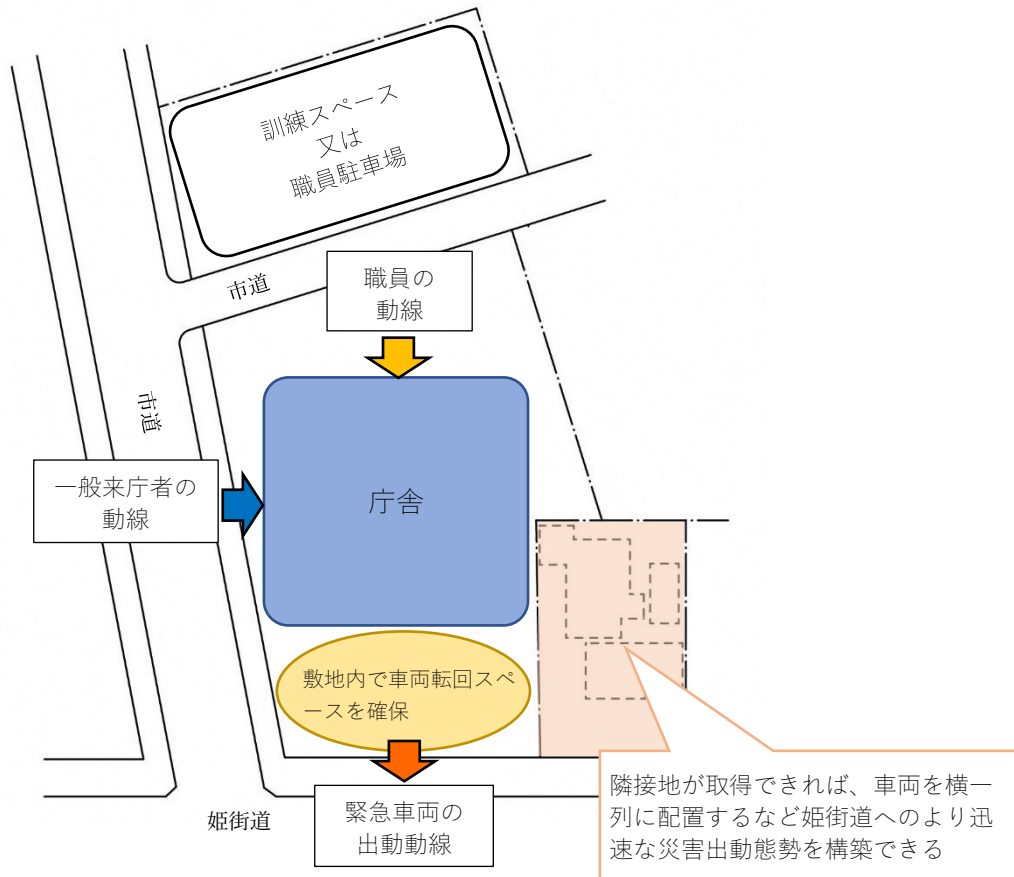 訓練スペース
又は
職員駐車場
市道
職員の
動線
市道
一般来庁者の
動線
庁舎
敷地内で車両転回スペ
ースを確保
姫街道
緊急車両の
出動動線
隣接地が取得できれば、車両を横一
列に配置するなど姫街道へのより迅
速な災害出動態勢を構築できる